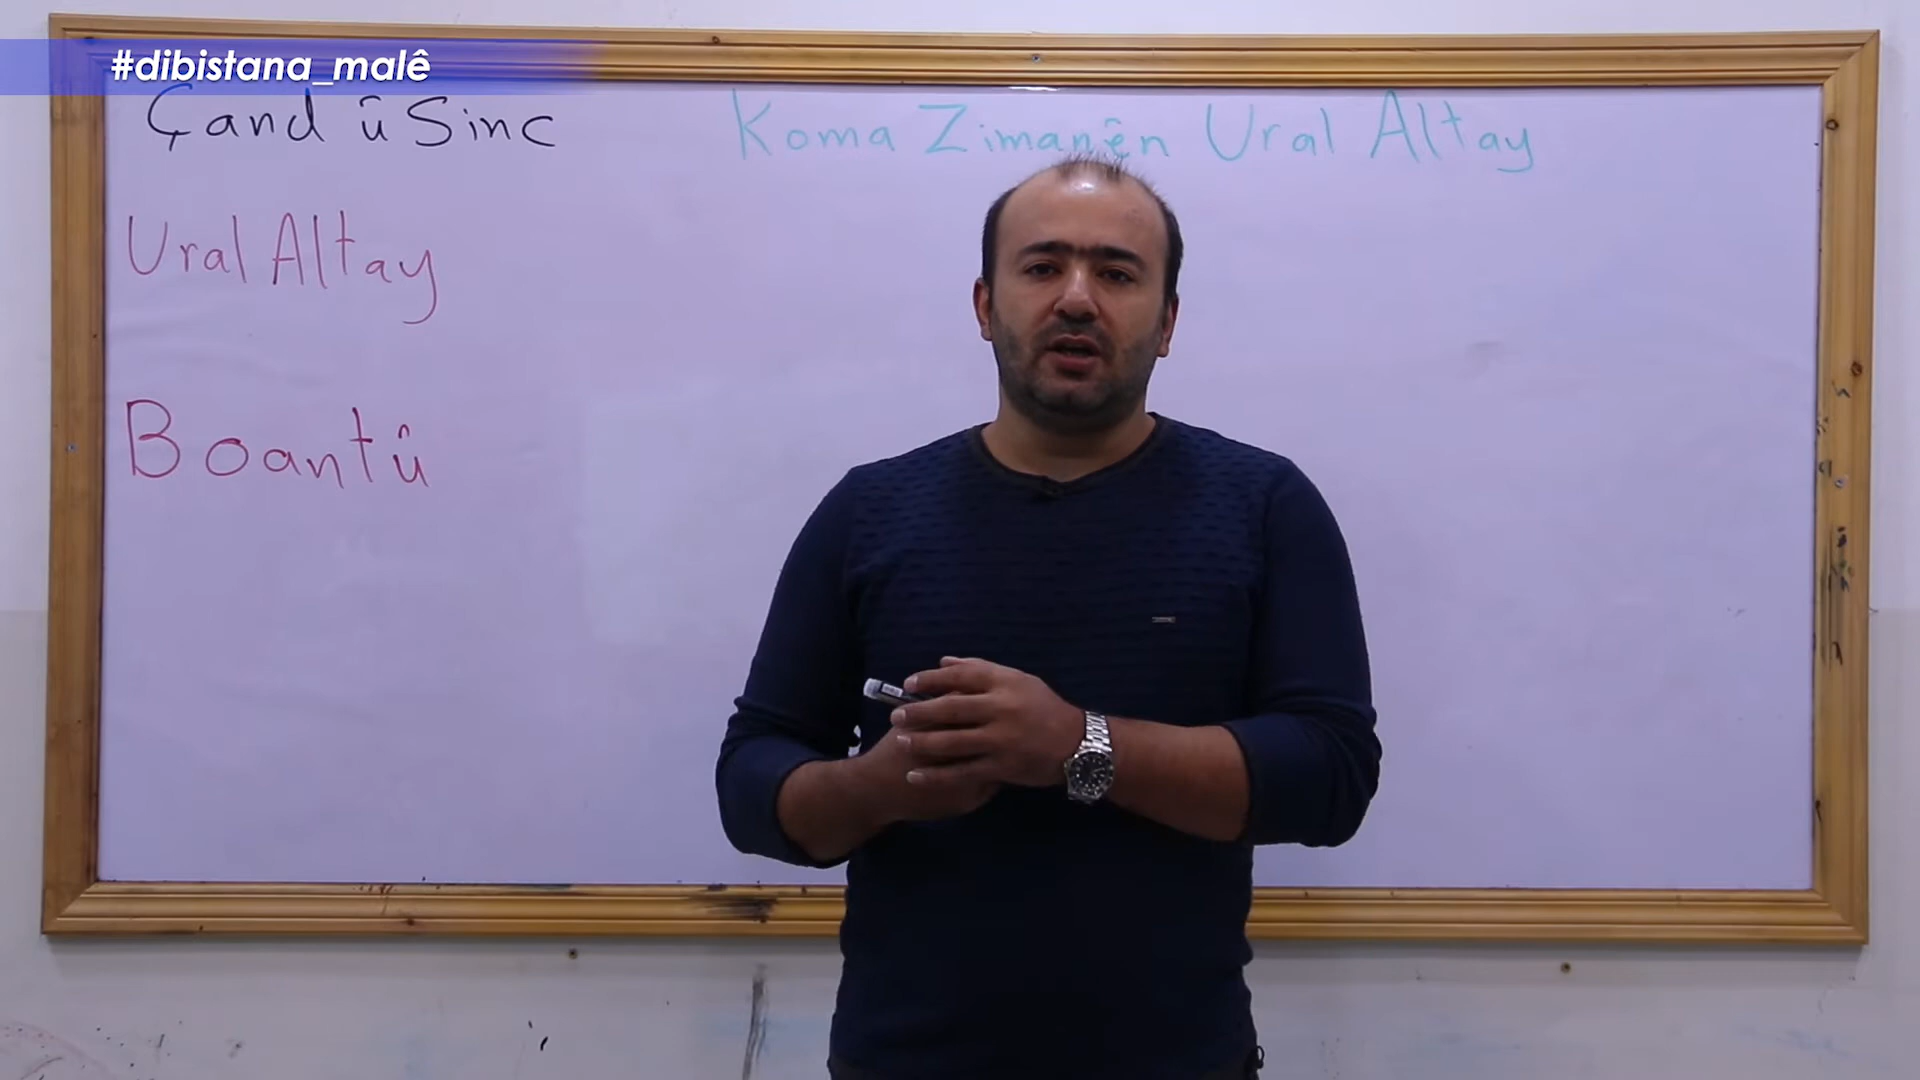 #dibistana_malê
Çand û Sinc
Koma Zimanên Ural Altay
Ural Altay
Boantû